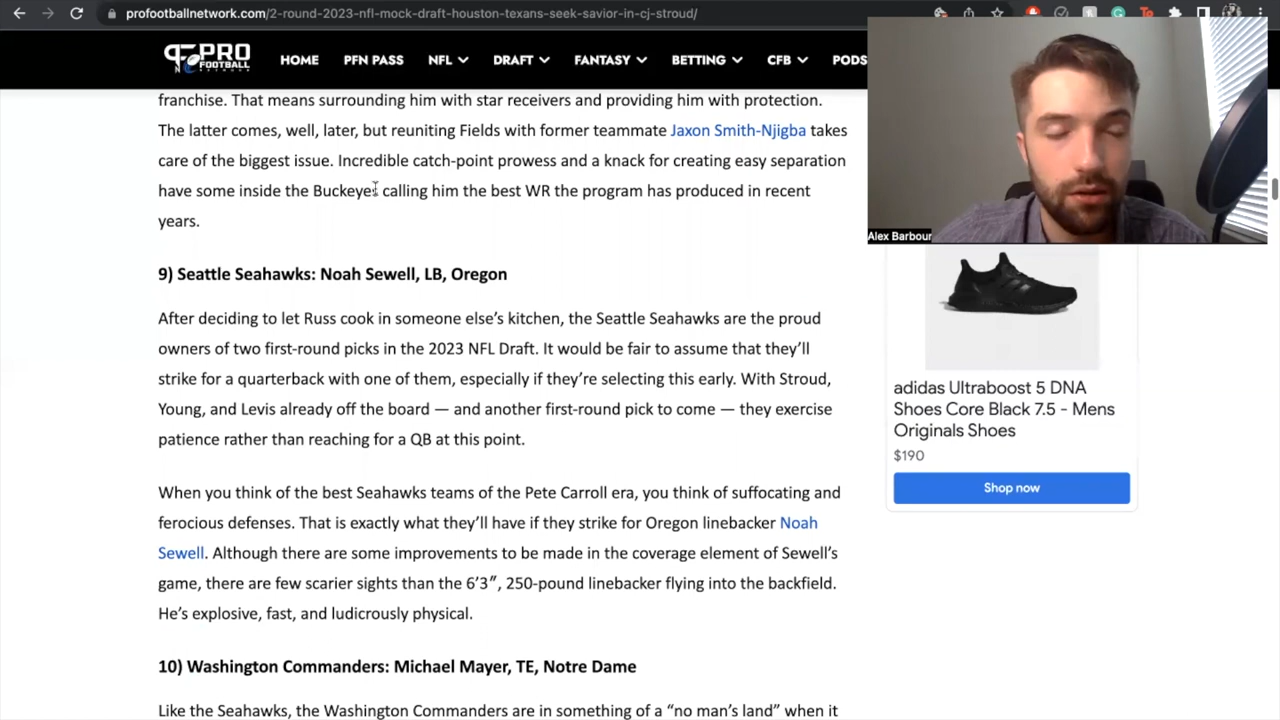 profootballnetwork.com/2-round-2023-nfl-mock-draft-houston-texans-seek-savior-in-cj-stroud/
PRO
FOOTBALL
NETWORK
HOME
PFN PASS
NFL
DRAFT
FANTASY
BETTING
CFB
PODS
franchise. That means surrounding him with star receivers and providing him with protection.
The latter comes, well, later, but reuniting Fields with former teammate Jaxon Smith-Njigba takes
care of the biggest issue. Incredible catch-point prowess and a knack for creating easy separation
have some inside the Buckeyes calling him the best WR the program has produced in recent
years.
Alex Barbour
9) Seattle Seahawks: Noah Sewell, LB, Oregon
After deciding to let Russ cook in someone else’s kitchen, the Seattle Seahawks are the proud
owners of two first-round picks in the 2023 NFL Draft. It would be fair to assume that they’ll
strike for a quarterback with one of them, especially if they’re selecting this early. With Stroud,
Young, and Levis already off the board — and another first-round pick to come — they exercise
patience rather than reaching for a QB at this point.
When you think of the best Seahawks teams of the Pete Carroll era, you think of suffocating and
ferocious defenses. That is exactly what they’ll have if they strike for Oregon linebacker Noah
Sewell. Although there are some improvements to be made in the coverage element of Sewell’s
game, there are few scarier sights than the 6’3″, 250-pound linebacker flying into the backfield.
He’s explosive, fast, and ludicrously physical.
10) Washington Commanders: Michael Mayer, TE, Notre Dame
Like the Seahawks, the Washington Commanders are in something of a “no man’s land” when it
adidas Ultraboost 5 DNA
Shoes Core Black 7.5 - Mens
Originals Shoes
$190
Shop now